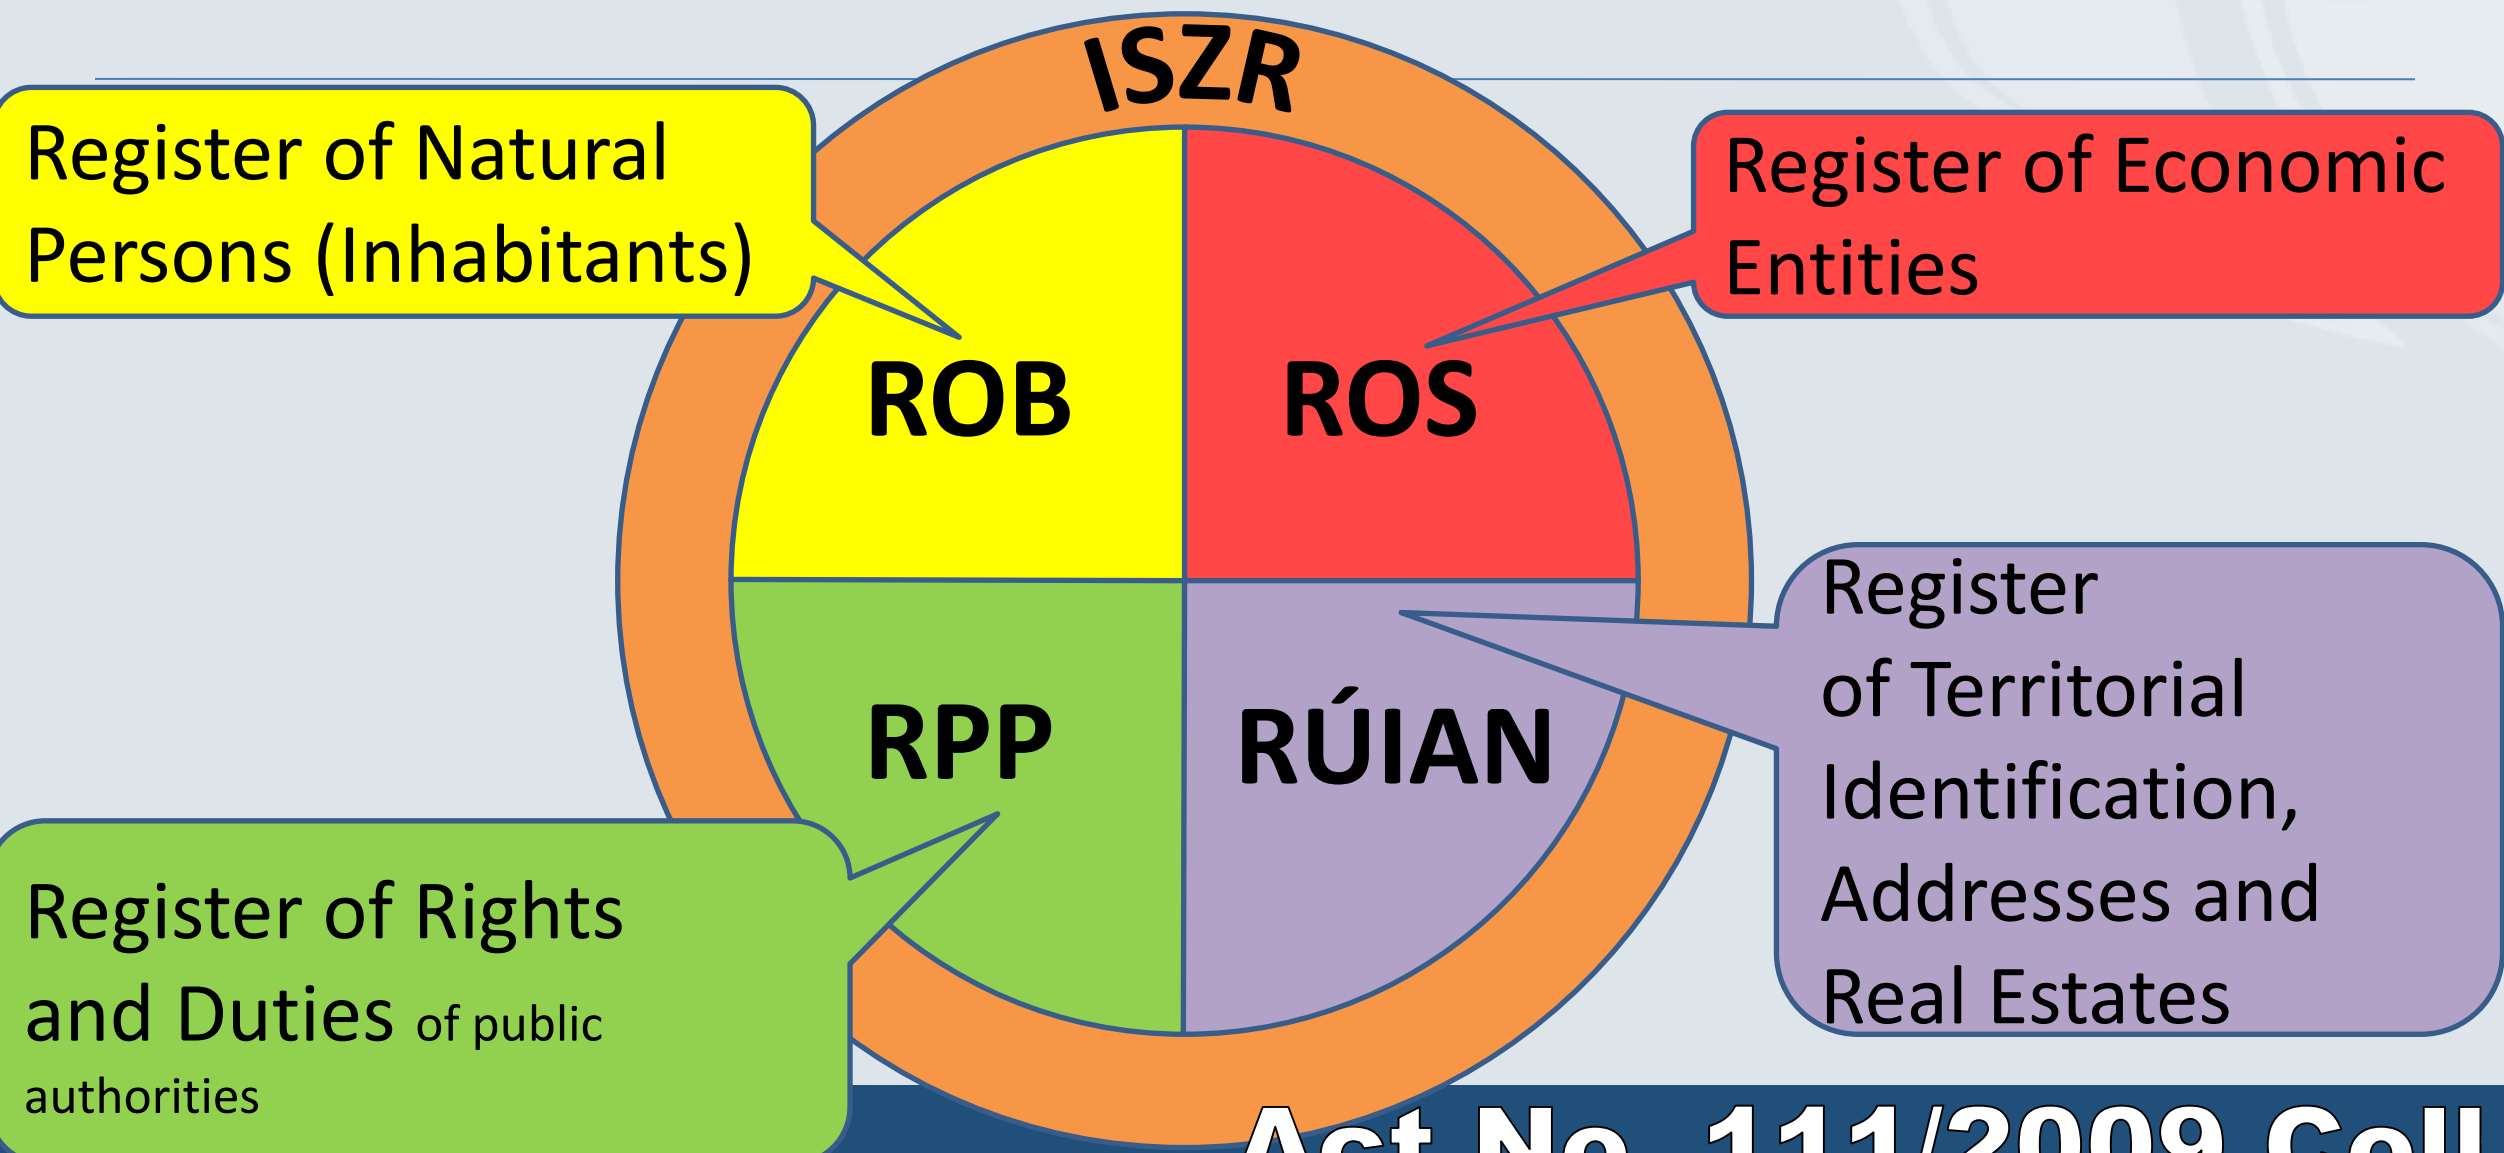 ISZR
Register of Natural
Persons (Inhabitants)
Register of Economic
Entities
ROB
ROS
RPP
RÚIAN
Register
of Territorial
Identification,
Addresses and
Real Estates
Register of Rights
and Duties of public
authorities
Act No. 111/2009 Coll